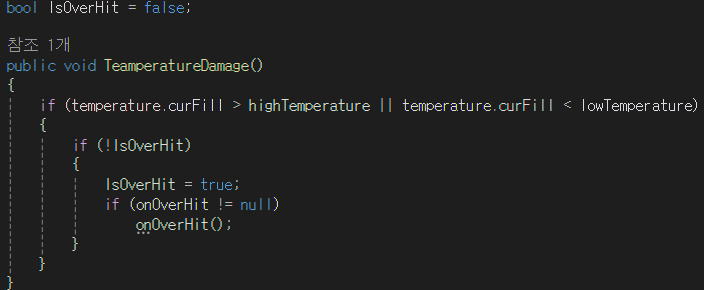 bool IsOverHit = false;
참조 1개
public void TeamperatureDamage()
{
if (temperature.curFill > highTemperature || temperature.curFill < lowTemperature)
{
if (!IsOverHit)
{
IsOverHit = true;
if (onOverHit != null)
onOverHit();
}
}
}